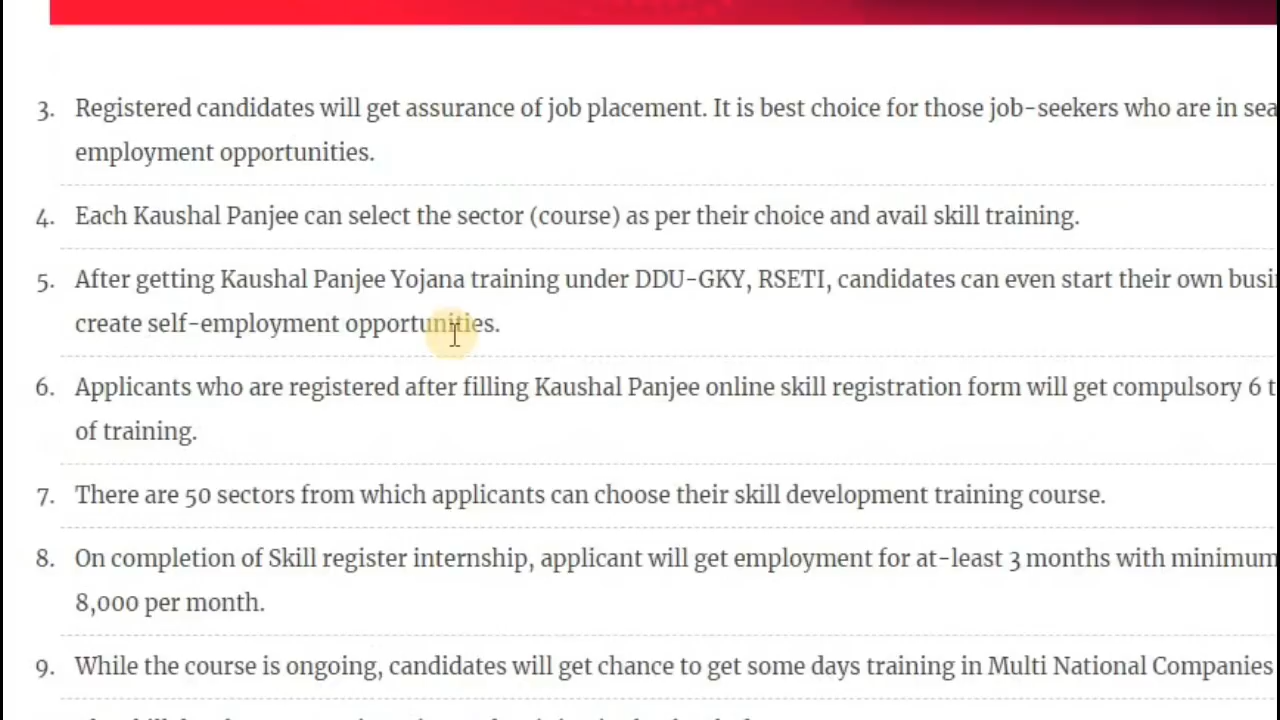 3. Registered candidates will get assurance of job placement. It is best choice for those job-seekers who are in
employment opportunities.
4. Each Kaushal Panjee can select the sector (course) as per their choice and avail skill training.
5. After getting Kaushal Panjee Yojana training under DDU-GKY, RSETI, candidates can even start their own
create self-employment opportunities.
6. Applicants who are registered after filling Kaushal Panjee online skill registration form will get compulsory 6
of training.
7. There are 50 sectors from which applicants can choose their skill development training course.
8. On completion of Skill register internship, applicant will get employment for at-least 3 months with minimum
8,000 per month.
9. While the course is ongoing, candidates will get chance to get some days training in Multi National Companies